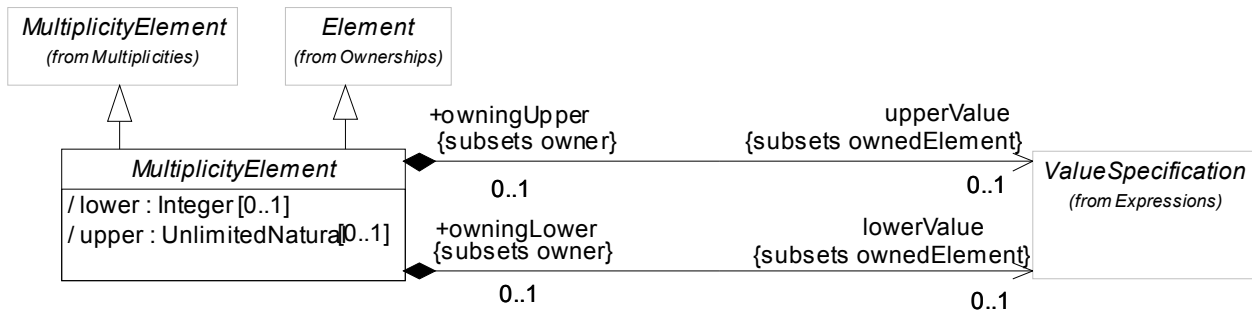 MultiplicityElement
(from Multiplicities)
Element
(from Ownerships)
+owningUpper
{subsets owner}
0..1
upperValue
{subsets ownedElement}
0..1
MultiplicityElement
/ lower : Integer [0..1]
/ upper : UnlimitedNatural[0..1]
ValueSpecification
(from Expressions)
+owningLower
{subsets owner}
0..1
lowerValue
{subsets ownedElement}
0..1